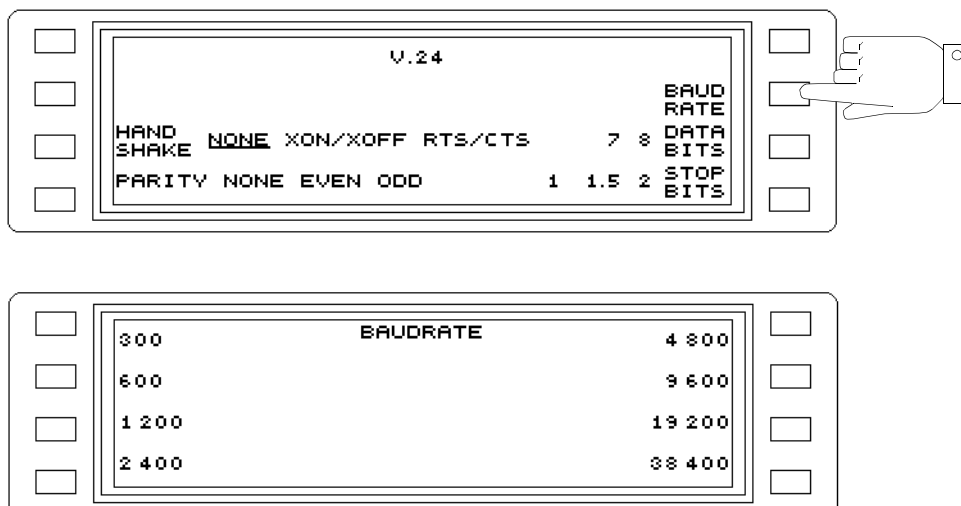 V.24
BAUD
RATE
HAND
SHAKE NONE XON/XOFF RTS/CTS 7 8 DATA
BITS
PARITY NONE EVEN ODD 1 1.5 2 STOP
BITS
BAUDRATE
300 4 800
600 9 600
1 200 19 200
2 400 38 400